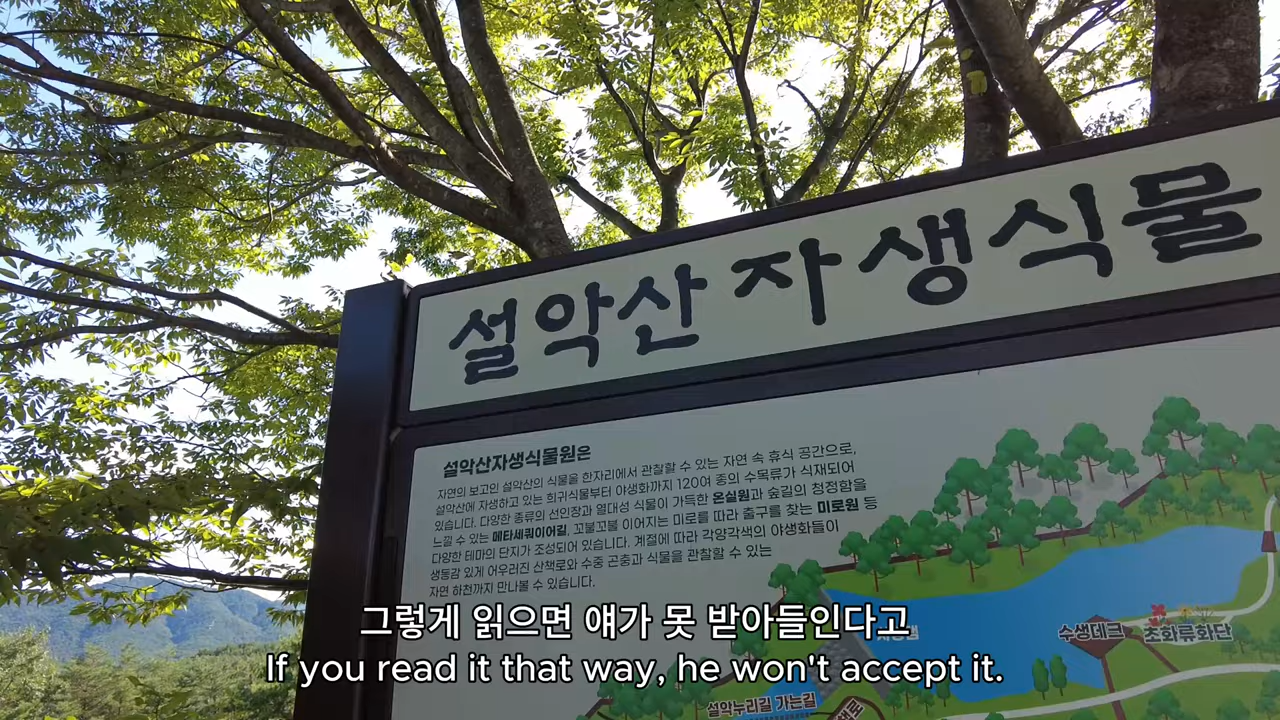 설악산자생식물
설악산자생식물원은
자연의 보고인 설악산의 식물을 한자리에서 관찰할 수 있는 자연 속 휴식 공간으로,
설악산에 자생하고 있는 희귀식물부터 야생화까지 120여 종의 수목류가 식재되어
있습니다. 다양한 종류의 선인장과 열대성 식물이 가득한 온실원과 숲길의 청정함을
느낄 수 있는 메타세쿼이어길, 꼬불꼬불 이어지는 미로를 따라 출구를 찾는 미로원 등
다양한 테마의 단지가 조성되어 있습니다. 계절에 따라 각양각색의 야생화들이
생동감 있게 어우러진 산책로와 수중 곤충과 식물을 관찰할 수 있는
자연 하천까지 만나볼 수 있습니다.
수생데크
초화류화단
설악누리길 가는길
그렇게 읽으면 얘가 못 받아들인다고
If you read it that way, he won't accept it.